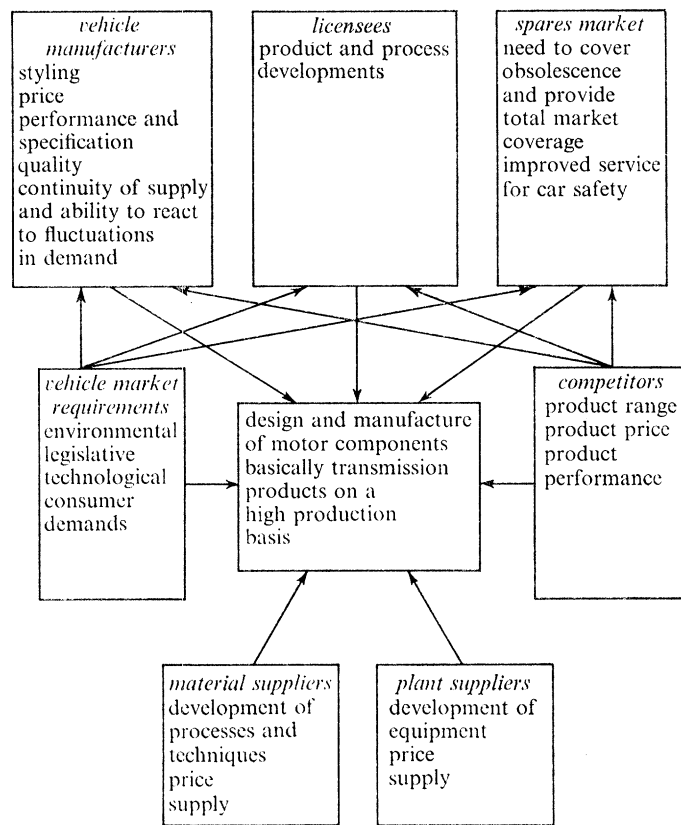 vehicle
manufacturers
styling
price
performance and
specification
quality
continuity of supply
and ability to react
to fluctuations
in demand
licensees
product and process
developments
spares market
need to cover
obsolescence
and provide
total market
coverage
improved service
for car safety
vehicle market
requirements
environmental
legislative
technological
consumer
demands
design and manufacture
of motor components
basically transmission
products on a
high production
basis
competitors
product range
product price
product
performance
material suppliers
development of
processes and
techniques
price
supply
plant suppliers
development of
equipment
price
supply